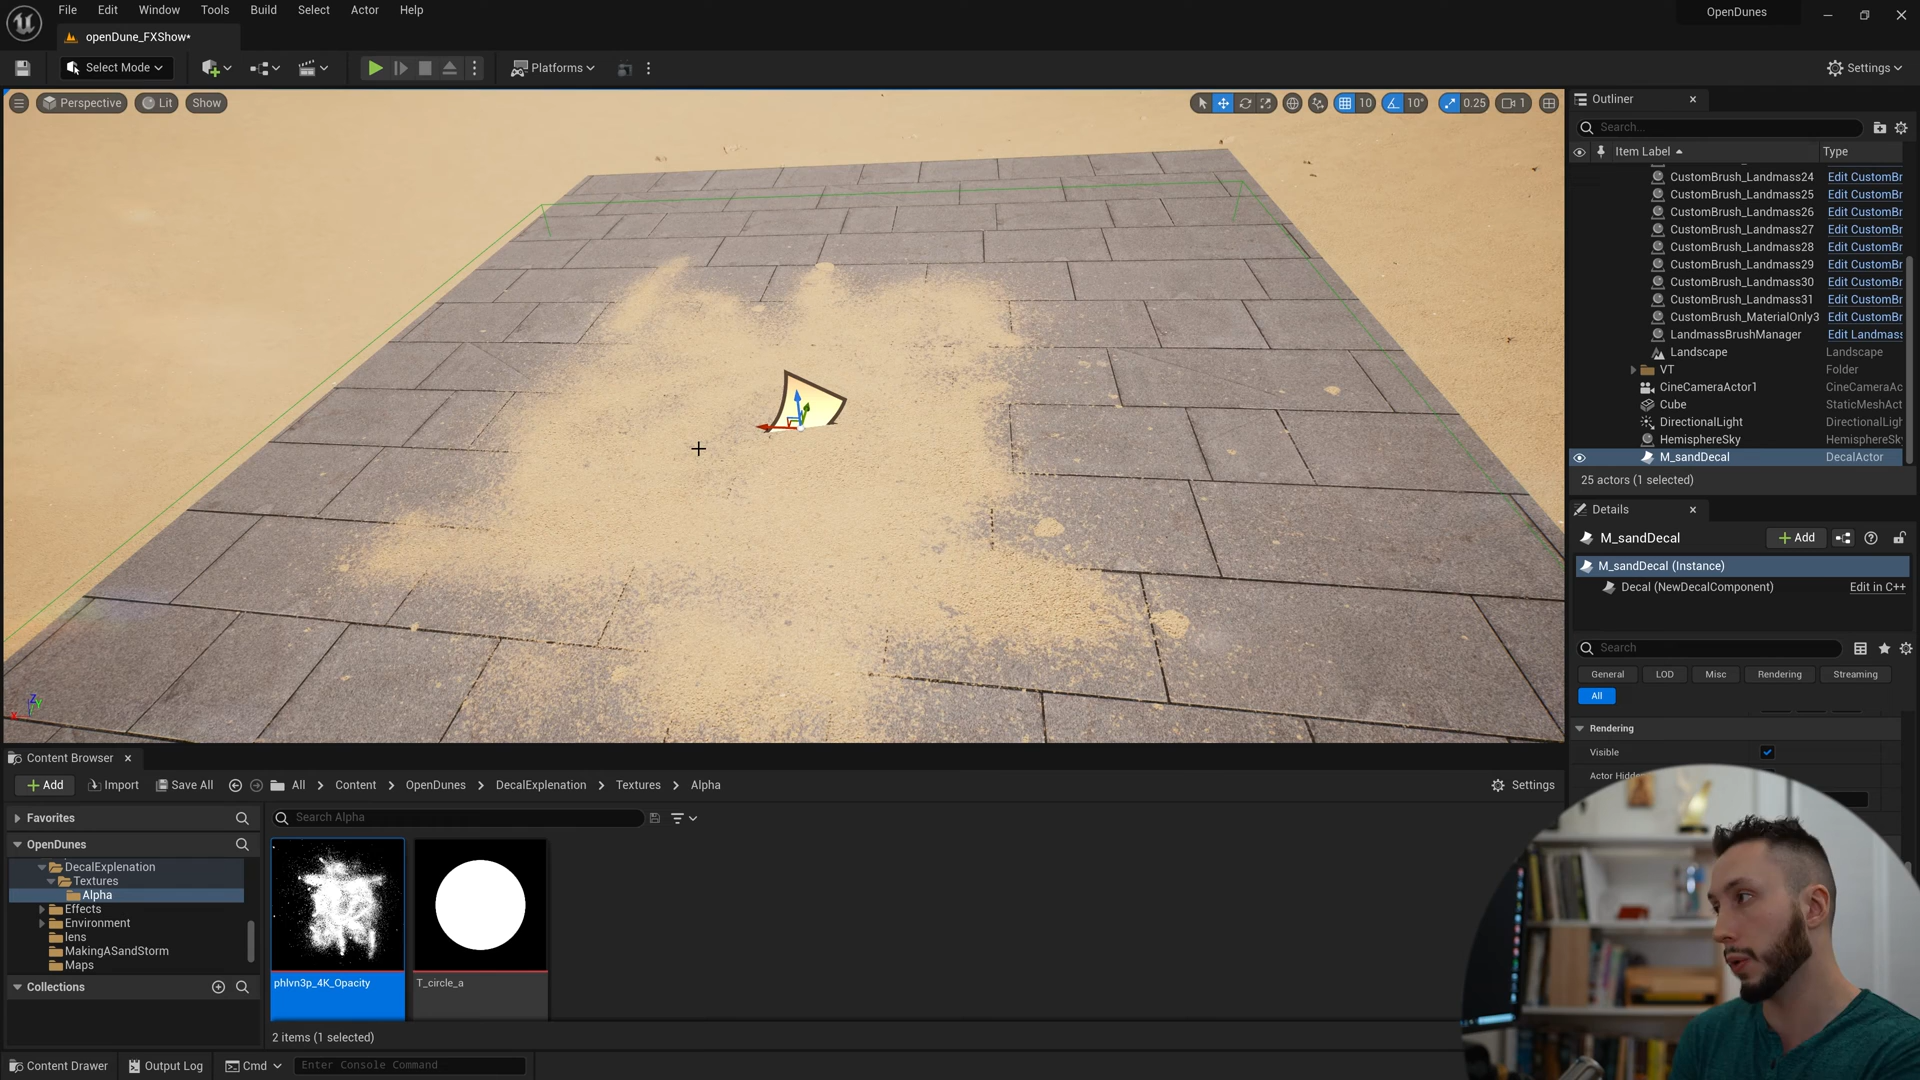 File Edit Window Tools Build Select Actor Help
OpenDunes
openDune_FXShow*
Select Mode
Platforms
Settings
Perspective Lit Show
10 10° 0.25 1
Outliner
Search...
Item Label Type
CustomBrush_Landmass24 Edit CustomBr
CustomBrush_Landmass25 Edit CustomBr
CustomBrush_Landmass26 Edit CustomBr
CustomBrush_Landmass27 Edit CustomBr
CustomBrush_Landmass28 Edit CustomBr
CustomBrush_Landmass29 Edit CustomBr
CustomBrush_Landmass30 Edit CustomBr
CustomBrush_Landmass31 Edit CustomBr
CustomBrush_MaterialOnly3 Edit CustomBr
LandmassBrushManager Edit Landmass
Landscape Landscape
VT Folder
CineCameraActor1 CineCameraAc
Cube StaticMeshAct
DirectionalLight DirectionalLigh
HemisphereSky HemisphereSk
M_sandDecal DecalActor
25 actors (1 selected)
Details
M_sandDecal
Add
M_sandDecal (Instance)
Decal (NewDecalComponent) Edit in C++
Search
General LOD Misc Rendering Streaming
All
Rendering
Visible
Actor Hidd
Z
Y
X
Content Browser
Add Import Save All All Content OpenDunes DecalExplenation Textures Alpha Settings
Favorites
Search Alpha
OpenDunes
DecalExplenation
Textures
Alpha
Effects
Environment
lens
MakingASandStorm
Maps
Collections
phlvn3p_4K_Opacity
T_circle_a
2 items (1 selected)
Content Drawer Output Log Cmd Enter Console Command